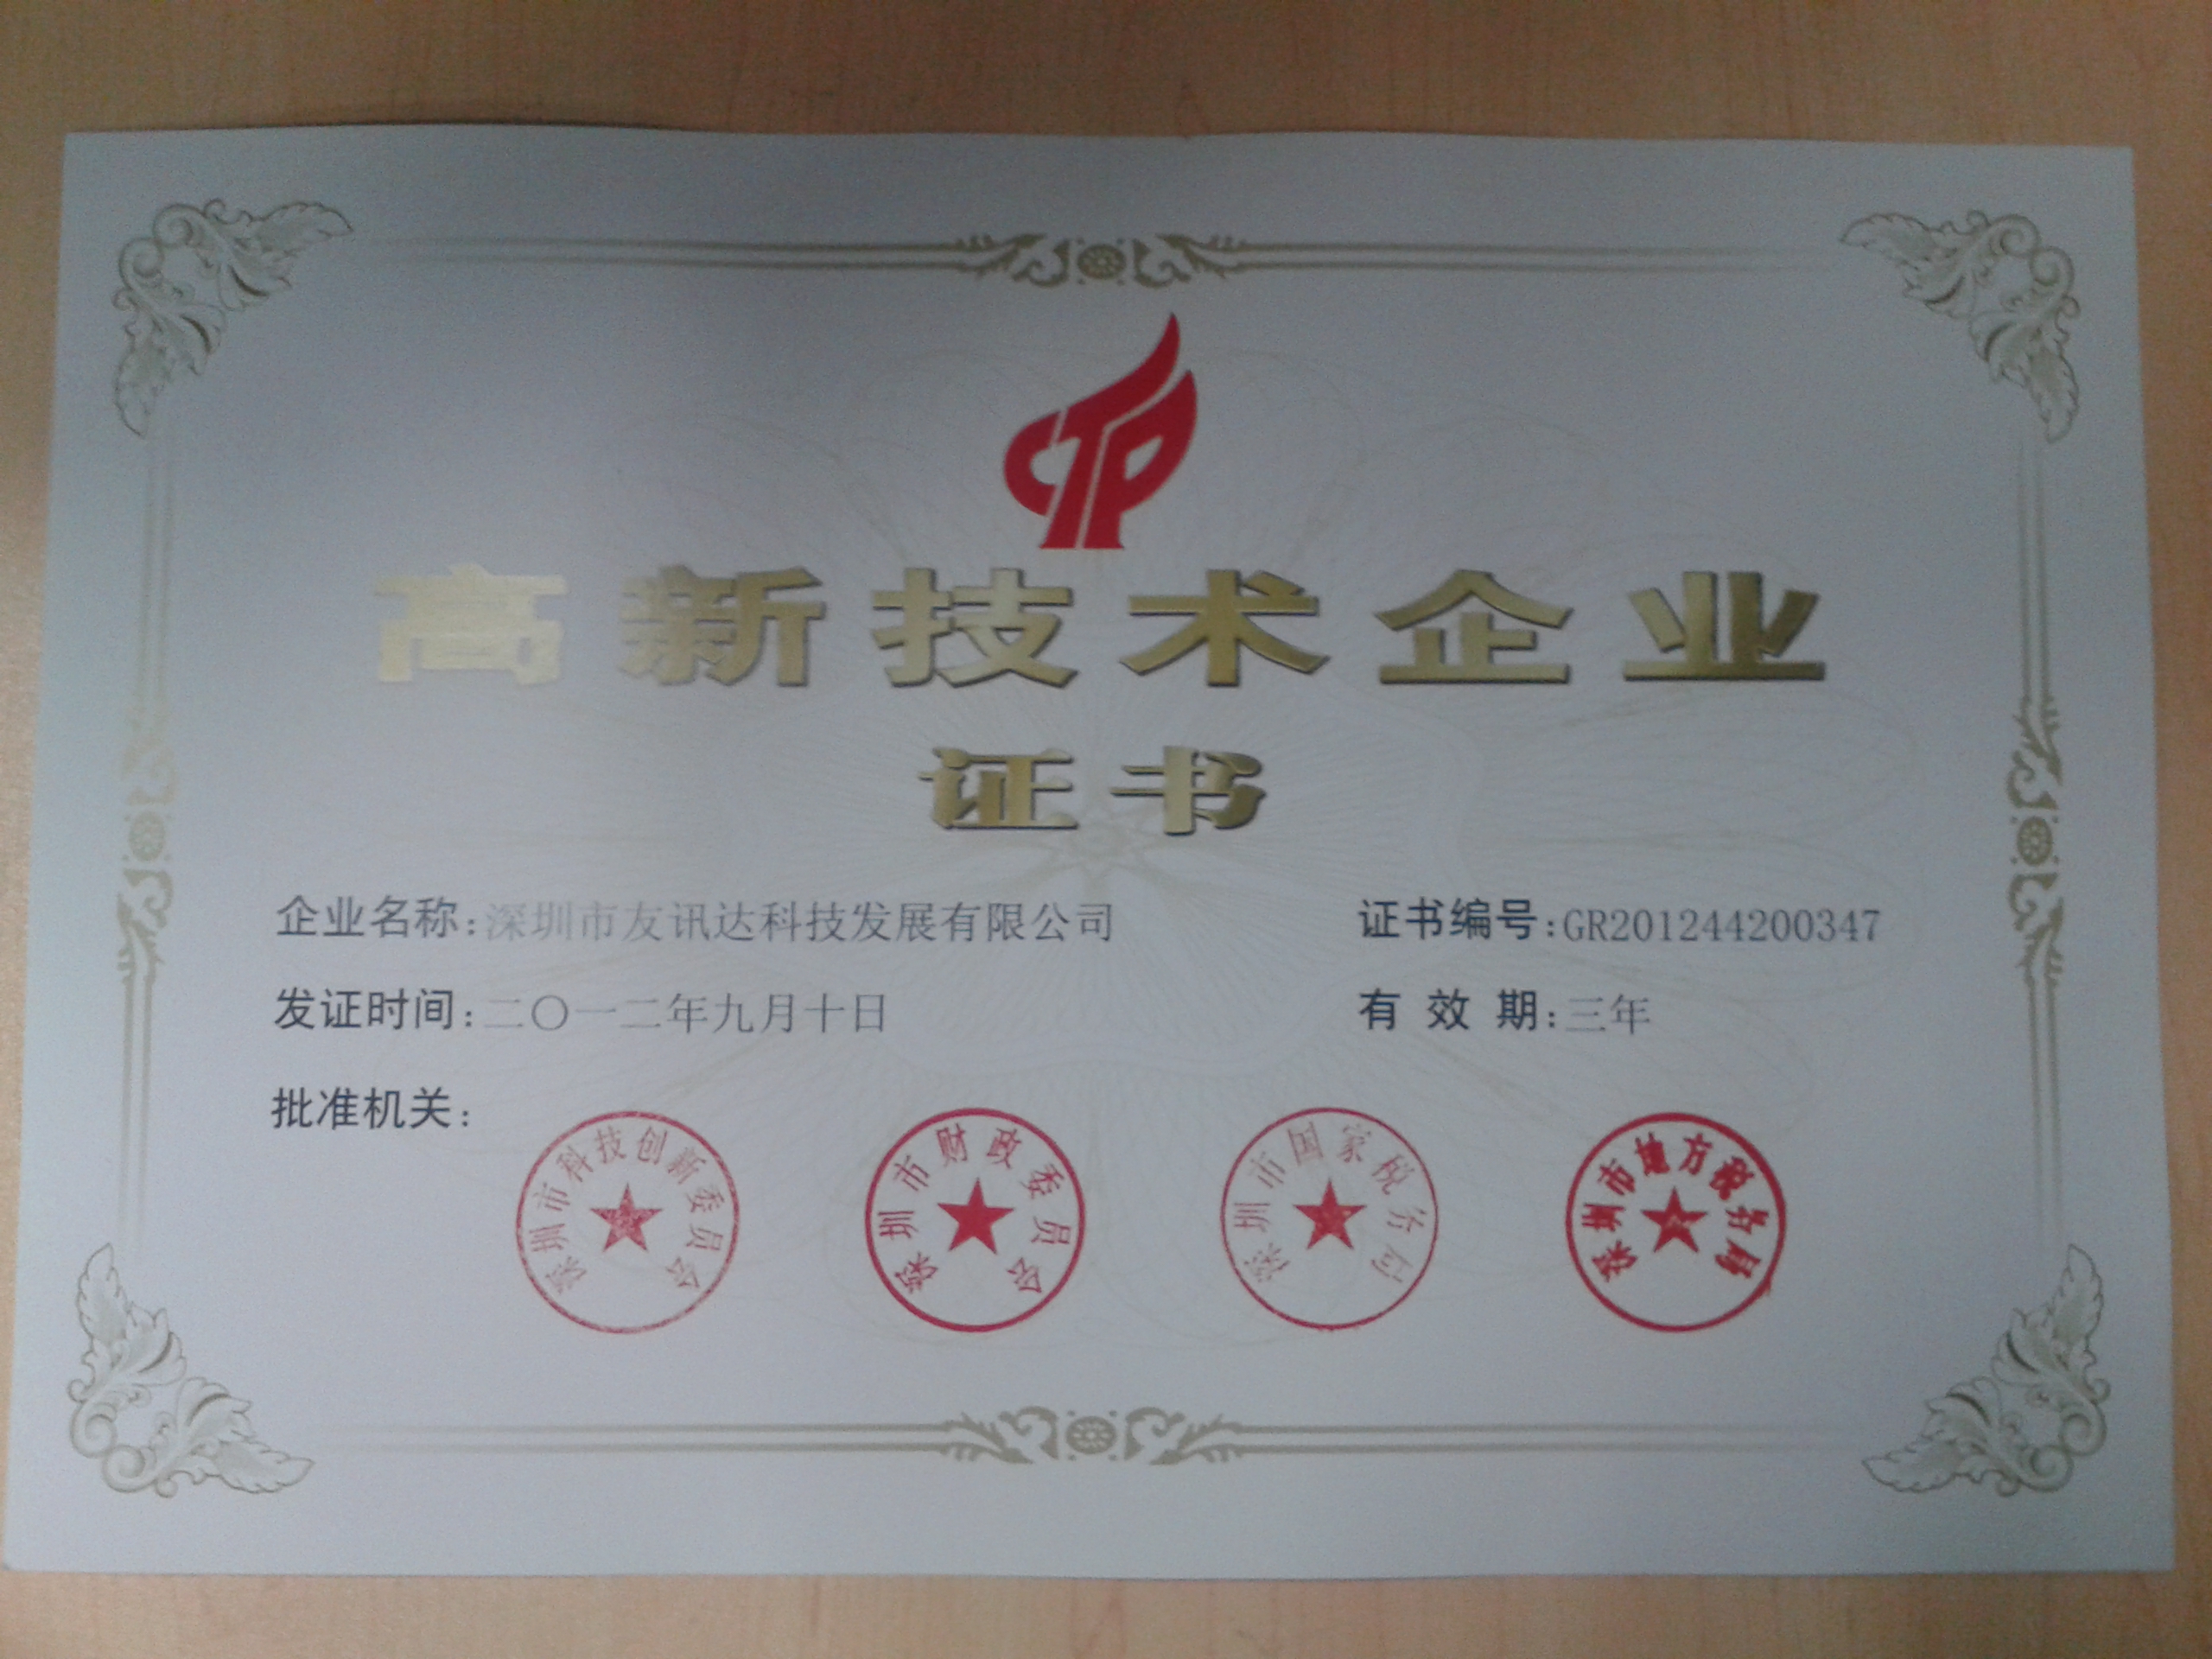 CTP
高新技术企业
证书
企业名称:深圳市友讯达科技发展有限公司
证书编号:GR201244200347
发证时间:二〇一二年九月十日
有效期:三年
批准机关:
深圳市科技创新委员会
深圳市财政委员会
深圳市国家税务局
深圳市地方税务局